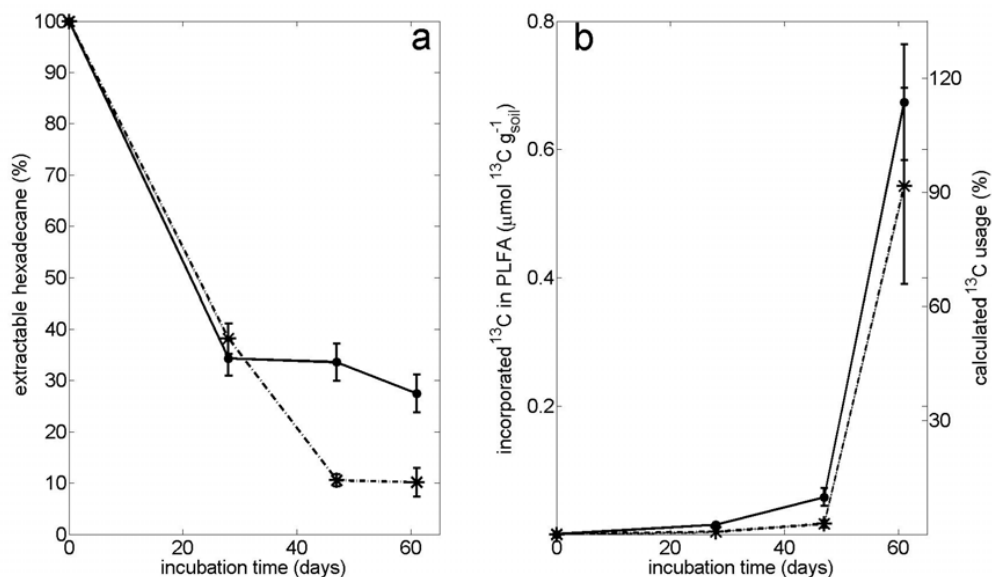 a
extractable hexadecane (%)
100
90
80
70
60
50
40
30
20
10
0
0 20 40 60
incubation time (days)
b
incorporated ¹³C in PLFA (μmol ¹³C g⁻¹soil)
0.8
0.6
0.4
0.2
0
0 20 40 60
incubation time (days)
120
90
60
30
calculated ¹³C usage (%)